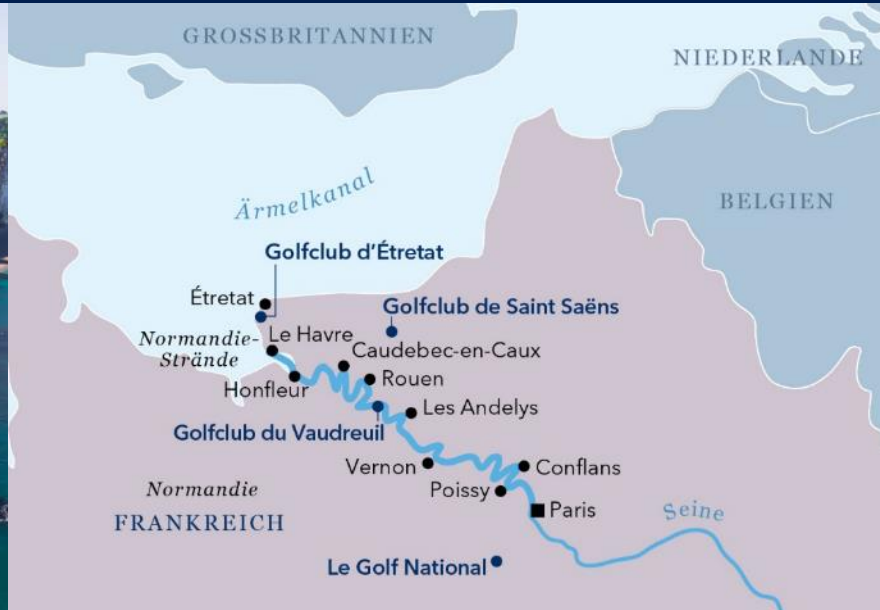 GROSSBRITANNIEN
NIEDERLANDE
BELGIEN
Ärmelkanal
Golfclub d'Étretat
Étretat
Golfclub de Saint Saëns
Normandie-
Strände
Le Havre
Caudebec-en-Caux
Honfleur
Rouen
Les Andelys
Golfclub du Vaudreuil
Vernon
Conflans
Poissy
Normandie
Paris
Seine
FRANKREICH
Le Golf National